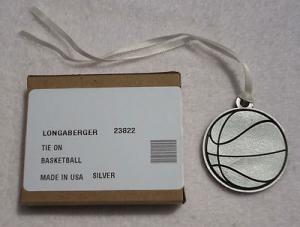 LONGABERGER 23822
TIE ON
BASKETBALL
MADE IN USA SILVER